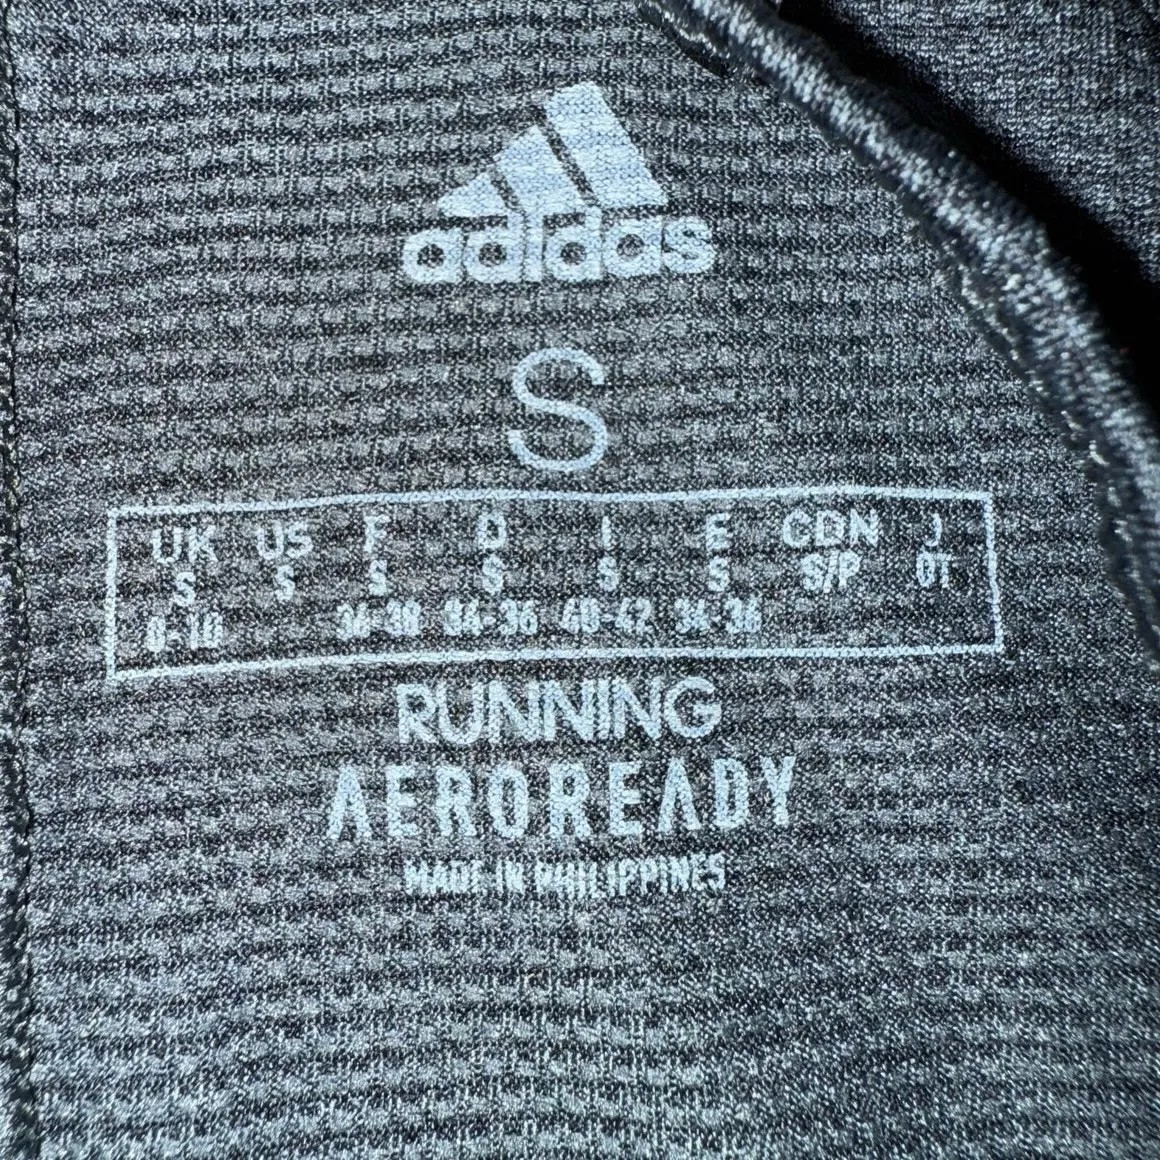 adidas
S
UK US F D I E CDN J
S S S S S S S/P OT
8-10 36-38 34-36 40-42 34-36
RUNNING
AEROREADY
MADE IN PHILIPPINES